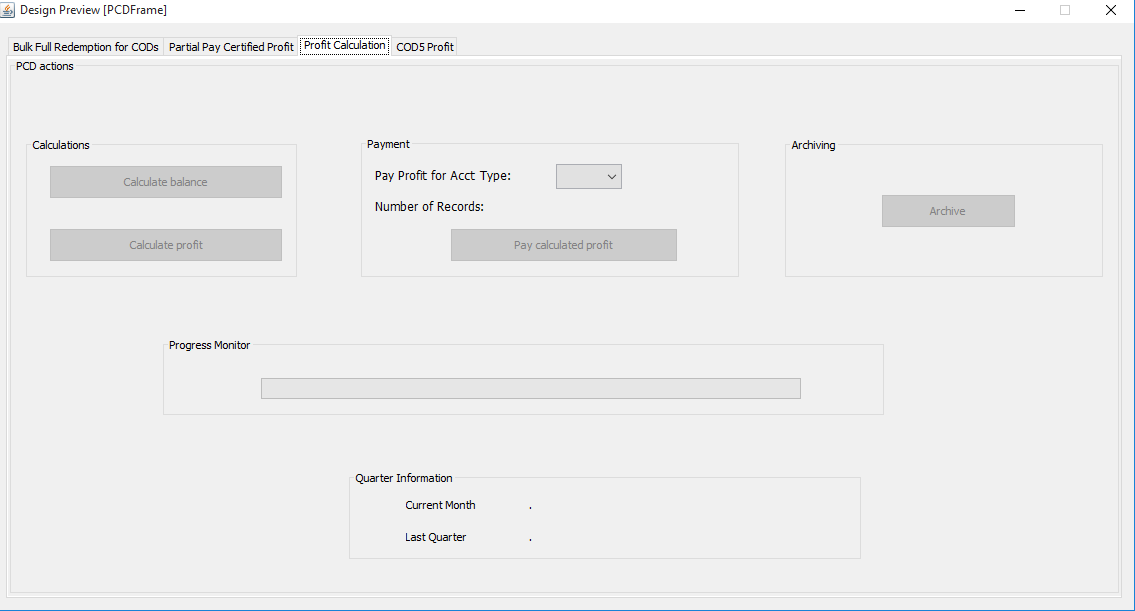 Design Preview [PCDFrame]
Bulk Full Redemption for CODs
Partial Pay Certified Profit
Profit Calculation
COD5 Profit
PCD actions
Calculations
Calculate balance
Calculate profit
Payment
Pay Profit for Acct Type:
Number of Records:
Pay calculated profit
Archiving
Archive
Progress Monitor
Quarter Information
Current Month .
Last Quarter .